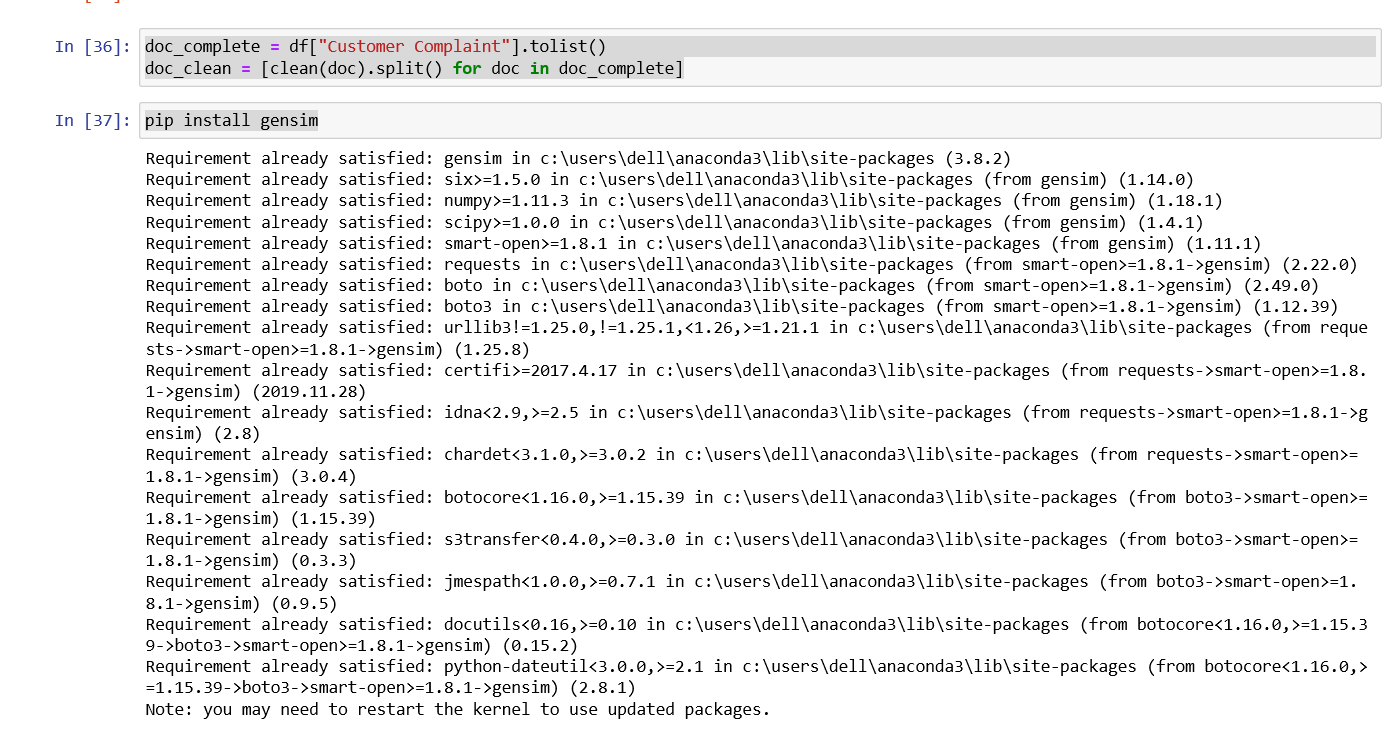 In [36]: doc_complete = df["Customer Complaint"].tolist()
doc_clean = [clean(doc).split() for doc in doc_complete]
In [37]: pip install gensim
Requirement already satisfied: gensim in c:\users\dell\anaconda3\lib\site-packages (3.8.2)
Requirement already satisfied: six>=1.5.0 in c:\users\dell\anaconda3\lib\site-packages (from gensim) (1.14.0)
Requirement already satisfied: numpy>=1.11.3 in c:\users\dell\anaconda3\lib\site-packages (from gensim) (1.18.1)
Requirement already satisfied: scipy>=1.0.0 in c:\users\dell\anaconda3\lib\site-packages (from gensim) (1.4.1)
Requirement already satisfied: smart-open>=1.8.1 in c:\users\dell\anaconda3\lib\site-packages (from gensim) (1.11.1)
Requirement already satisfied: requests in c:\users\dell\anaconda3\lib\site-packages (from smart-open>=1.8.1->gensim) (2.22.0)
Requirement already satisfied: boto in c:\users\dell\anaconda3\lib\site-packages (from smart-open>=1.8.1->gensim) (2.49.0)
Requirement already satisfied: boto3 in c:\users\dell\anaconda3\lib\site-packages (from smart-open>=1.8.1->gensim) (1.12.39)
Requirement already satisfied: urllib3!=1.25.0,!=1.25.1,<1.26,>=1.21.1 in c:\users\dell\anaconda3\lib\site-packages (from reque
sts->smart-open>=1.8.1->gensim) (1.25.8)
Requirement already satisfied: certifi>=2017.4.17 in c:\users\dell\anaconda3\lib\site-packages (from requests->smart-open>=1.8.
1->gensim) (2019.11.28)
Requirement already satisfied: idna<2.9,>=2.5 in c:\users\dell\anaconda3\lib\site-packages (from requests->smart-open>=1.8.1->g
ensim) (2.8)
Requirement already satisfied: chardet<3.1.0,>=3.0.2 in c:\users\dell\anaconda3\lib\site-packages (from requests->smart-open>=
1.8.1->gensim) (3.0.4)
Requirement already satisfied: botocore<1.16.0,>=1.15.39 in c:\users\dell\anaconda3\lib\site-packages (from boto3->smart-open>=
1.8.1->gensim) (1.15.39)
Requirement already satisfied: s3transfer<0.4.0,>=0.3.0 in c:\users\dell\anaconda3\lib\site-packages (from boto3->smart-open>=
1.8.1->gensim) (0.3.3)
Requirement already satisfied: jmespath<1.0.0,>=0.7.1 in c:\users\dell\anaconda3\lib\site-packages (from boto3->smart-open>=1.
8.1->gensim) (0.9.5)
Requirement already satisfied: docutils<0.16,>=0.10 in c:\users\dell\anaconda3\lib\site-packages (from botocore<1.16.0,>=1.15.3
9->boto3->smart-open>=1.8.1->gensim) (0.15.2)
Requirement already satisfied: python-dateutil<3.0.0,>=2.1 in c:\users\dell\anaconda3\lib\site-packages (from botocore<1.16.0,>
=1.15.39->boto3->smart-open>=1.8.1->gensim) (2.8.1)
Note: you may need to restart the kernel to use updated packages.